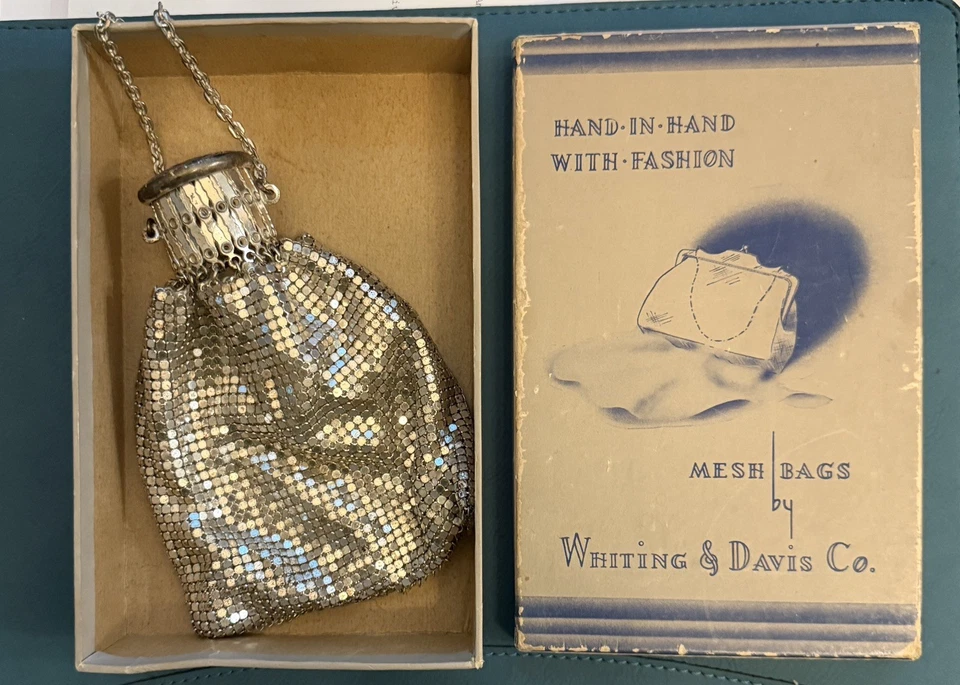 HAND·IN·HAND
WITH·FASHION
MESH BAGS
by
WHITING & DAVIS CO.